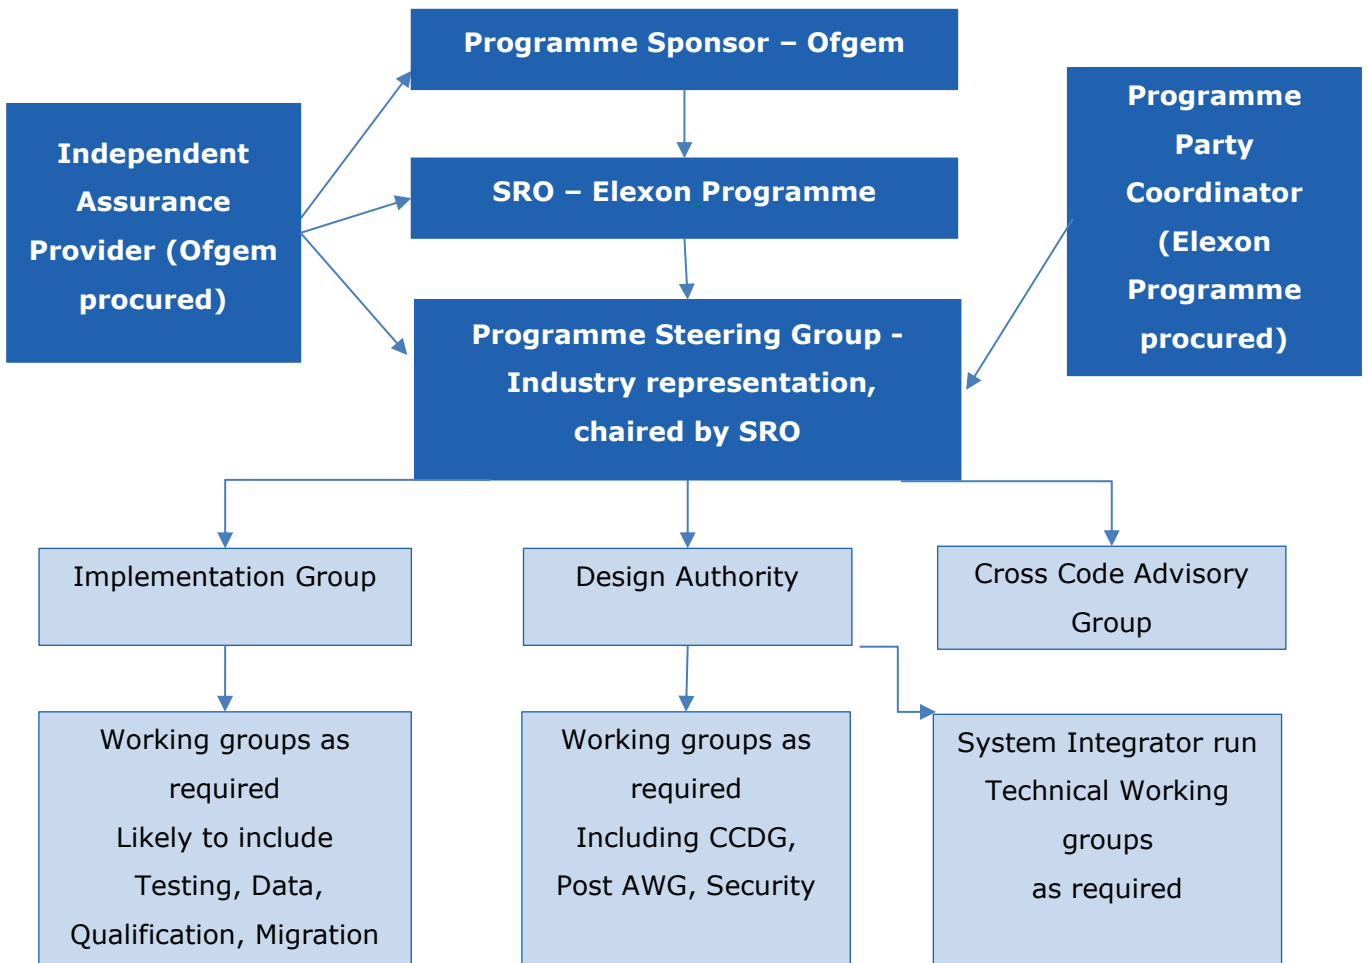 Programme Sponsor – Ofgem
Independent
Assurance
Provider (Ofgem
procured)
SRO – Elexon Programme
Programme
Party
Coordinator
(Elexon
Programme
procured)
Programme Steering Group -
Industry representation,
chaired by SRO
Implementation Group
Design Authority
Cross Code Advisory
Group
Working groups as
required
Likely to include
Testing, Data,
Qualification, Migration
Working groups as
required
Including CCDG,
Post AWG, Security
System Integrator run
Technical Working
groups
as required